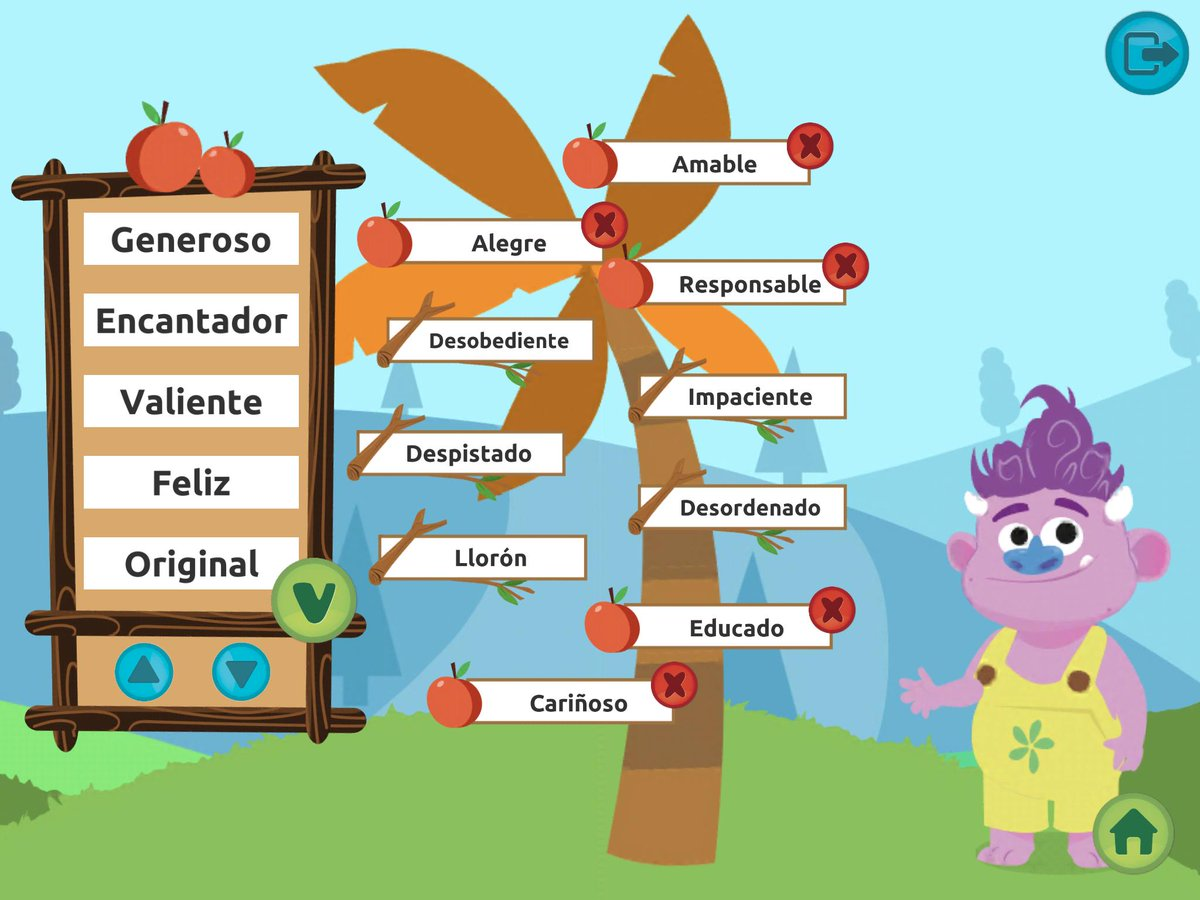 Generoso
Encantador
Valiente
Feliz
Original
V
Amable
Alegre
Responsable
Desobediente
Impaciente
Despistado
Desordenado
Llorón
Educado
Cariñoso